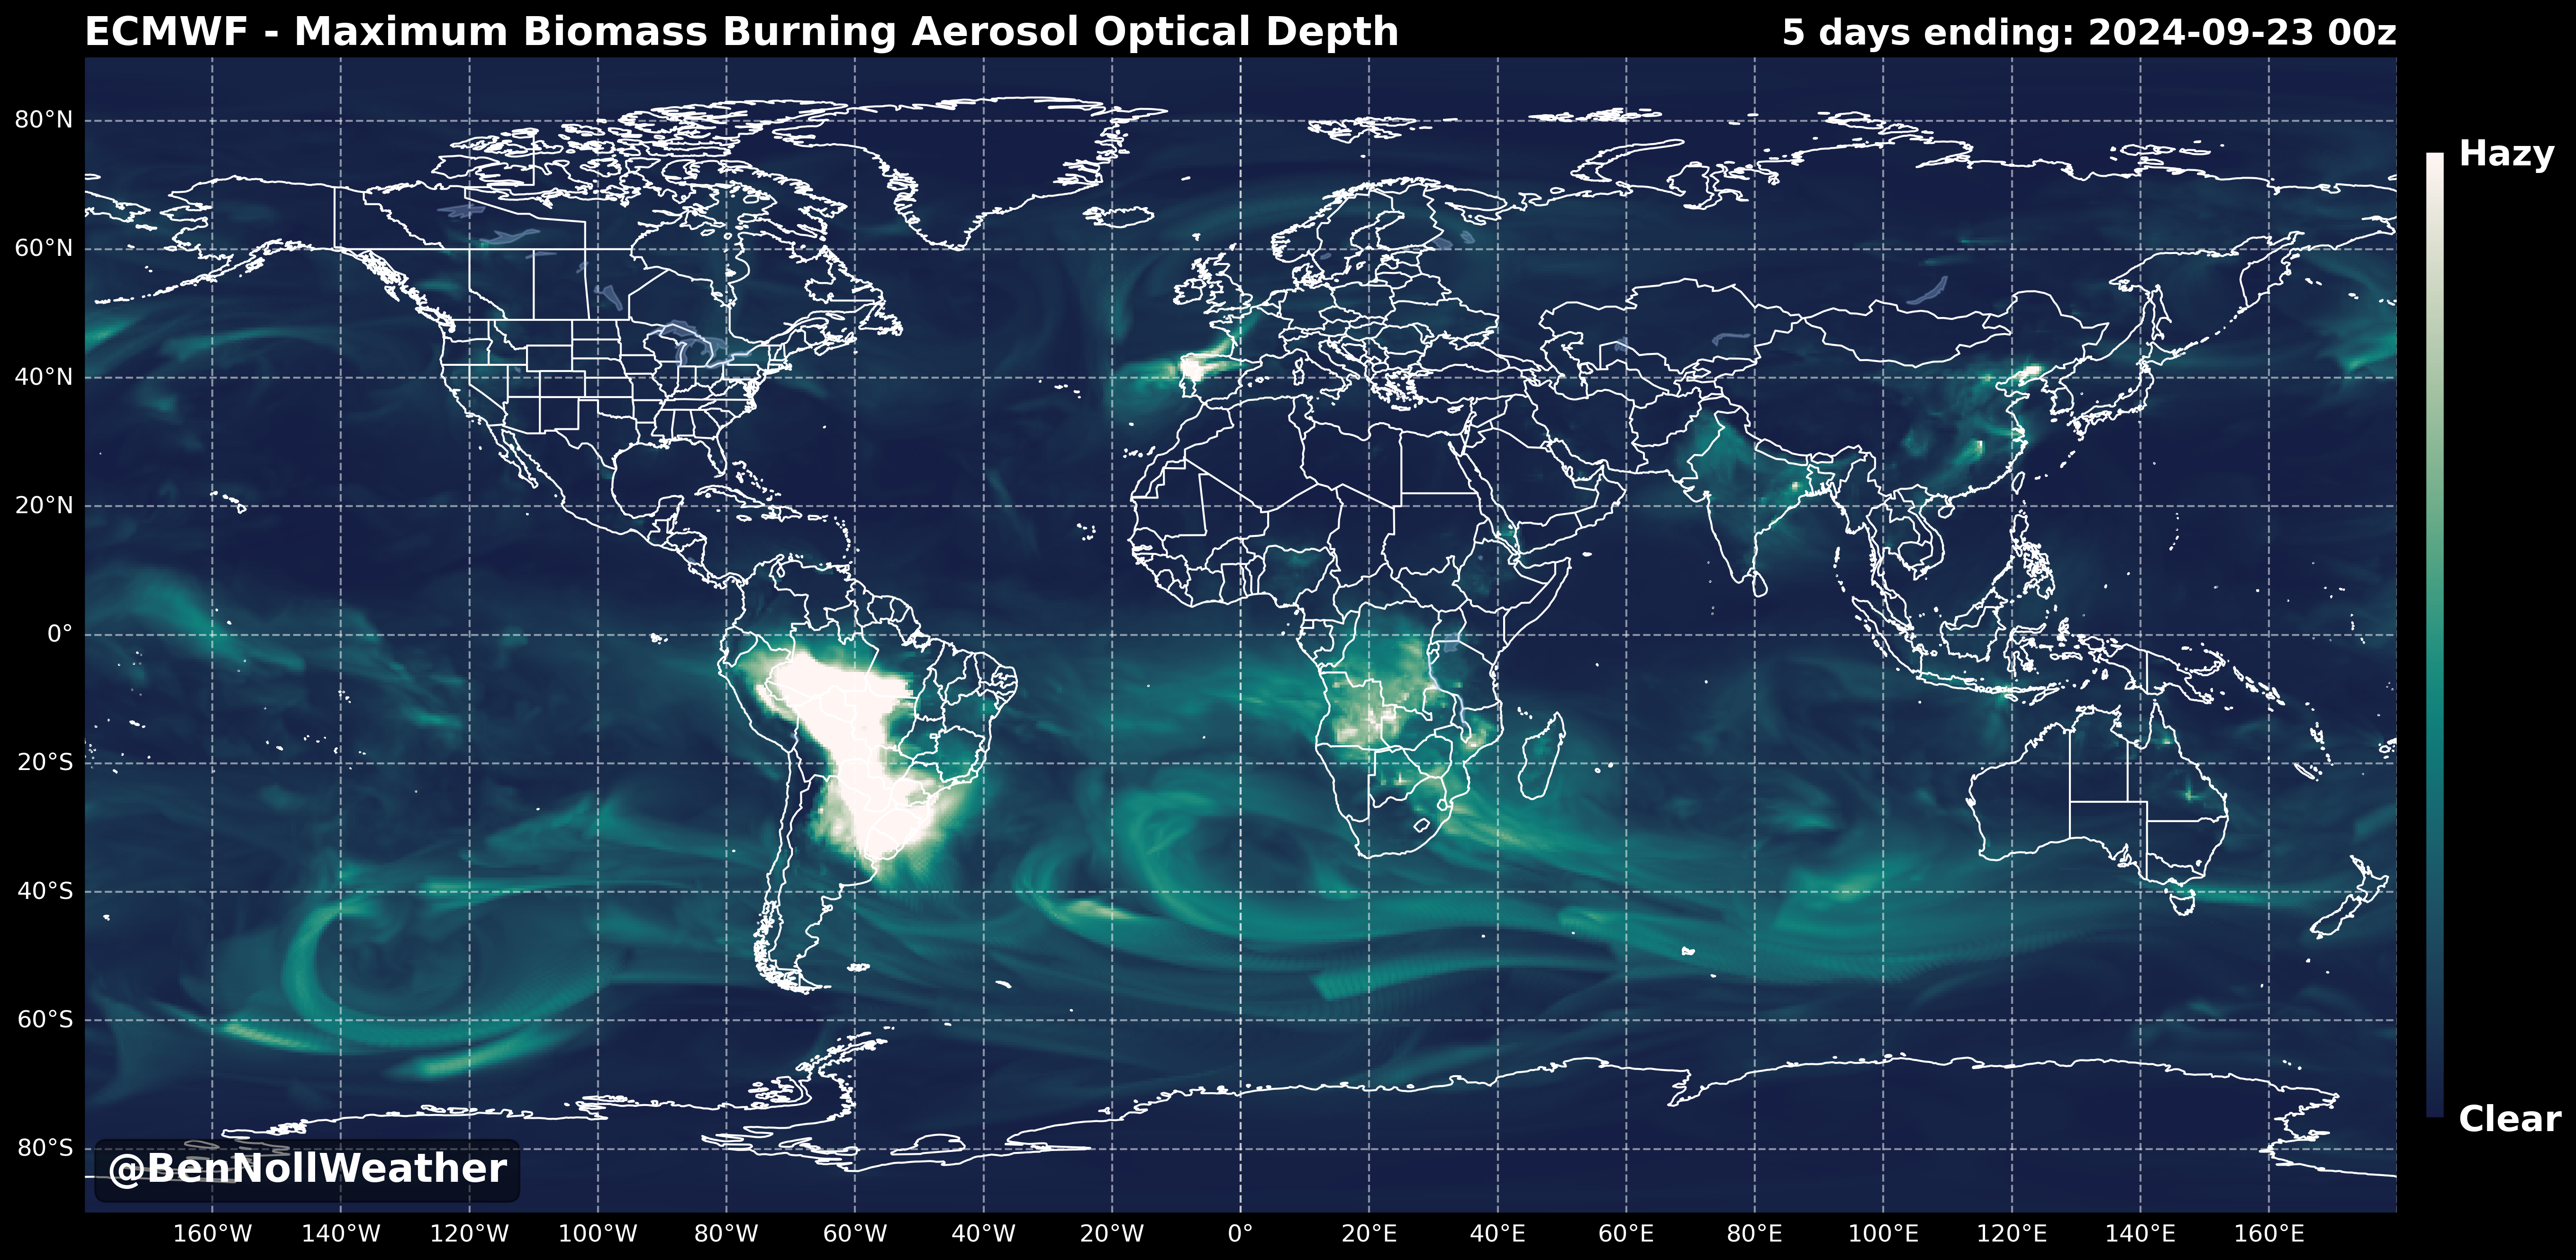 ECMWF - Maximum Biomass Burning Aerosol Optical Depth
5 days ending: 2024-09-23 00z
Hazy
Clear
80°N
60°N
40°N
20°N
0°
20°S
40°S
60°S
80°S
@BenNollWeather
160°W 140°W 120°W 100°W 80°W 60°W 40°W 20°W 0° 20°E 40°E 60°E 80°E 100°E 120°E 140°E 160°E